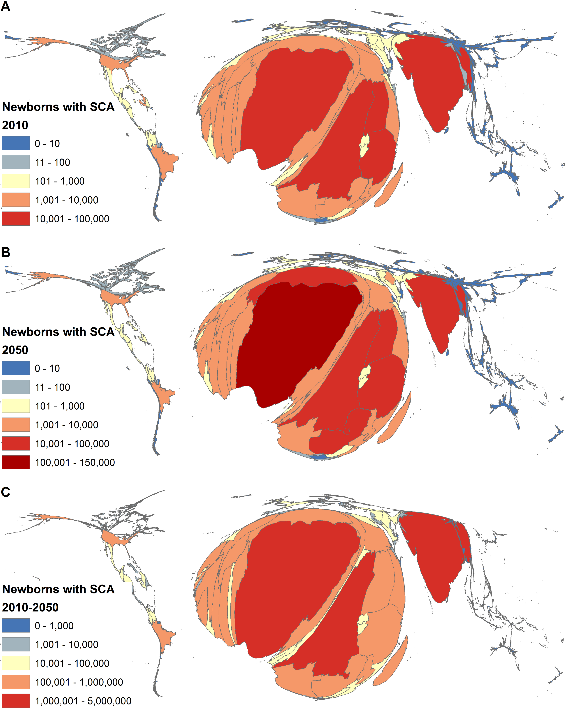 A
Newborns with SCA
2010
0 - 10
11 - 100
101 - 1,000
1,001 - 10,000
10,001 - 100,000
B
Newborns with SCA
2050
0 - 10
11 - 100
101 - 1,000
1,001 - 10,000
10,001 - 100,000
100,001 - 150,000
C
Newborns with SCA
2010-2050
0 - 1,000
1,001 - 10,000
10,001 - 100,000
100,001 - 1,000,000
1,000,001 - 5,000,000